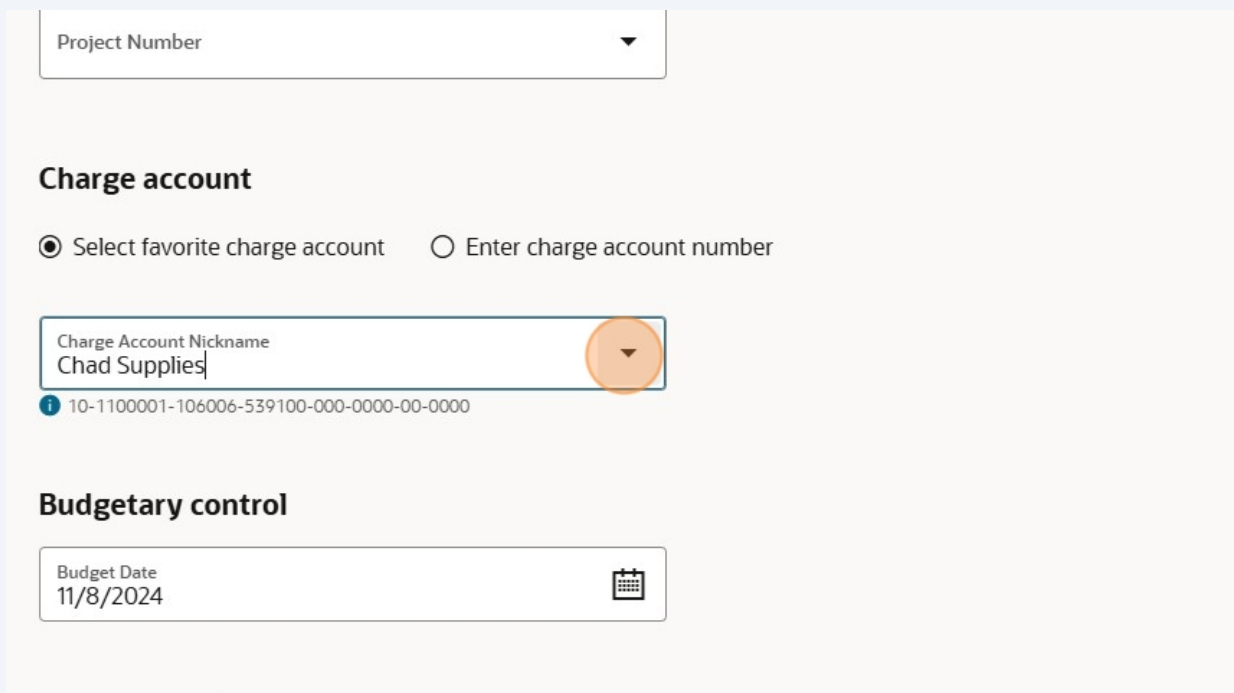 Project Number
Charge account
Select favorite charge account Enter charge account number
Charge Account Nickname
Chad Supplies
10-1100001-106006-539100-000-0000-00-0000
Budgetary control
Budget Date
11/8/2024